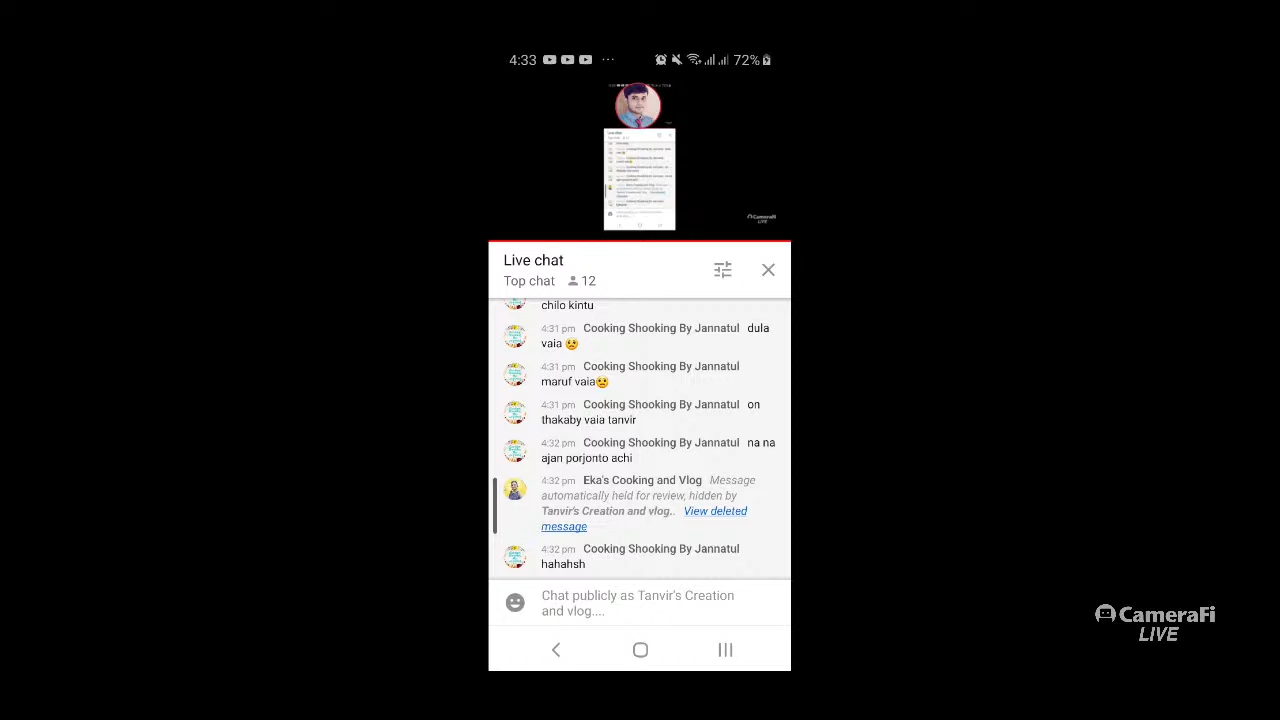 4:33
72%
CameraFi
LIVE
Live chat
Top chat 12
chilo kintu
4:31 pm Cooking Shooking By Jannatul dula
vaia 😟
4:31 pm Cooking Shooking By Jannatul
maruf vaia😟
4:31 pm Cooking Shooking By Jannatul on
thakaby vaia tanvir
4:32 pm Cooking Shooking By Jannatul na na
ajan porjonto achi
4:32 pm Eka's Cooking and Vlog Message
automatically held for review, hidden by
Tanvir's Creation and vlog.. View deleted
message
4:32 pm Cooking Shooking By Jannatul
hahahsh
Chat publicly as Tanvir's Creation
and vlog....
CameraFi
LIVE